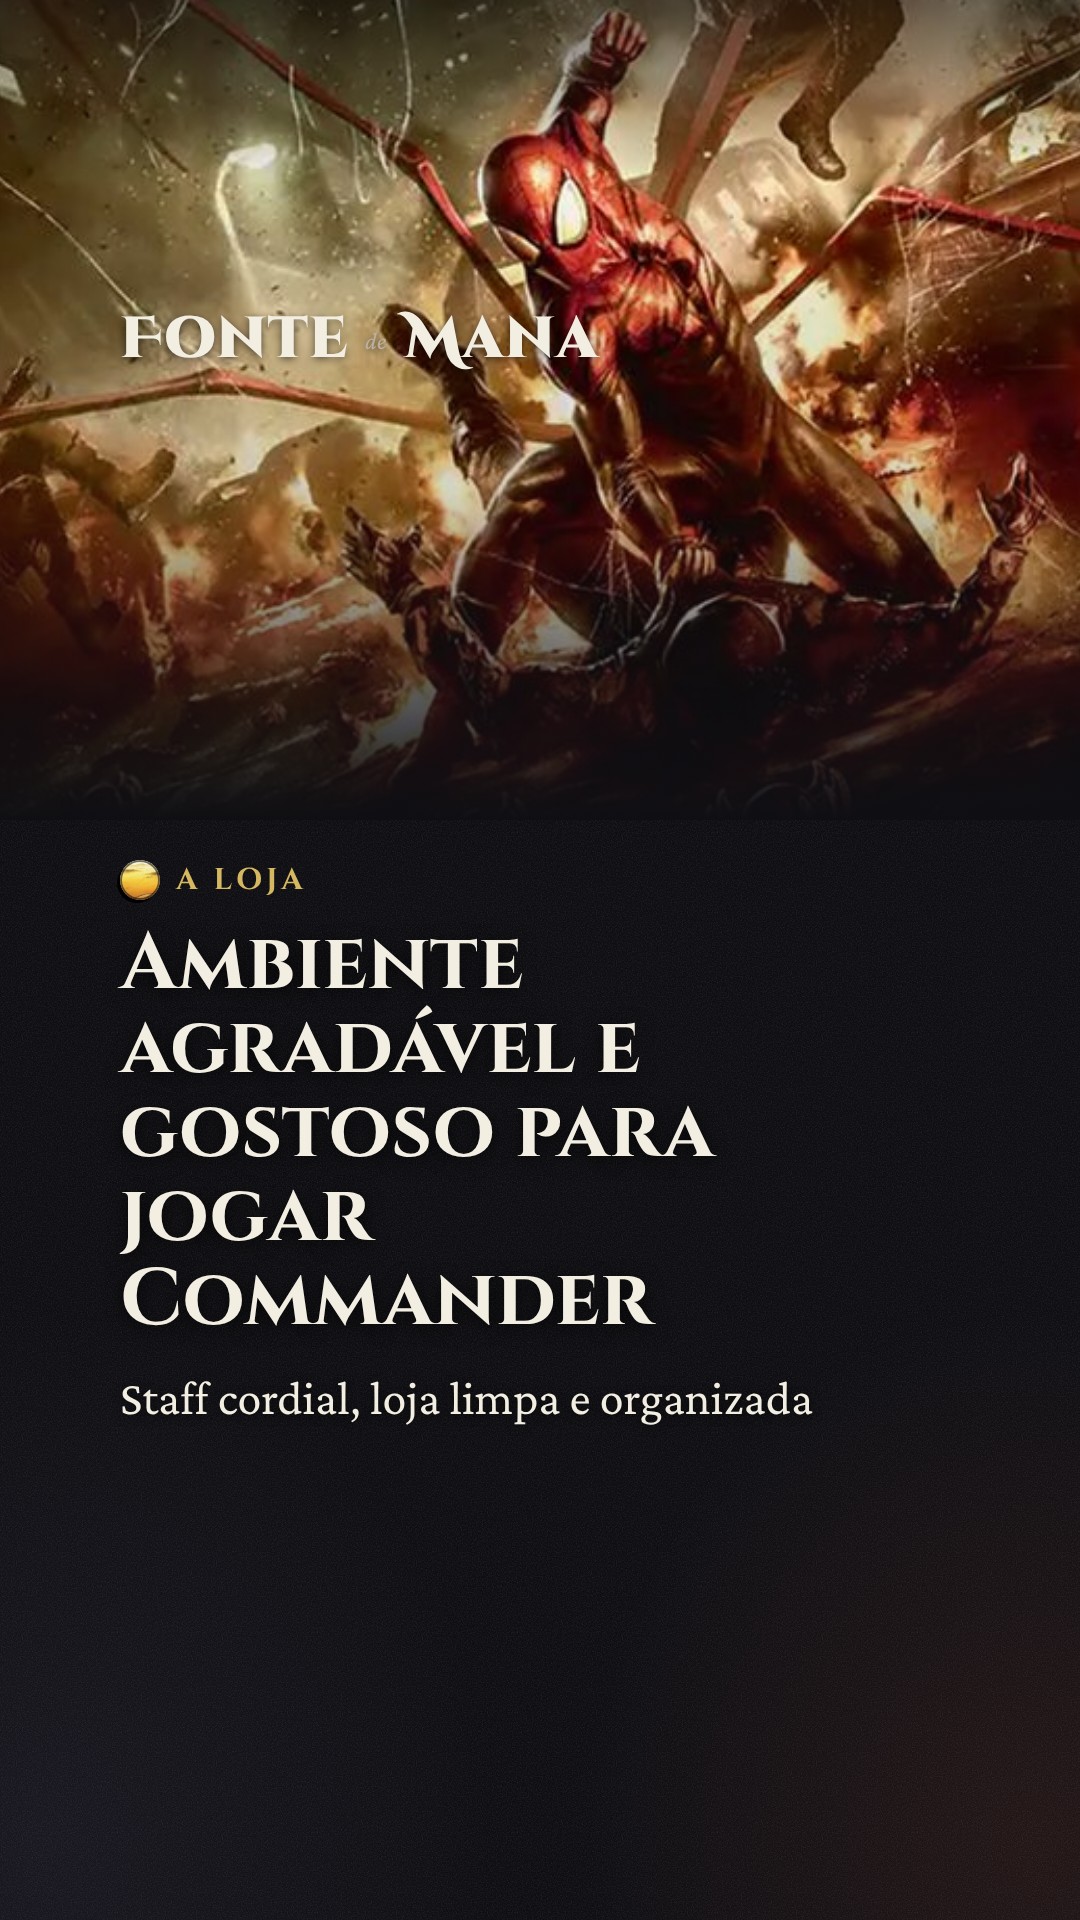 Fonte de Mana
A LOJA
Ambiente
agradável e
gostoso para
jogar
Commander
Staff cordial, loja limpa e organizada